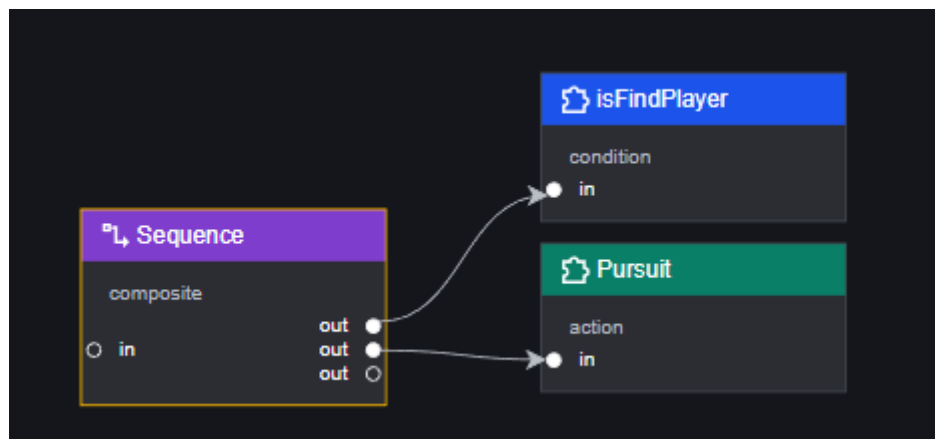 isFindPlayer
condition
in
Sequence
composite
out
in
out
out
Pursuit
action
in